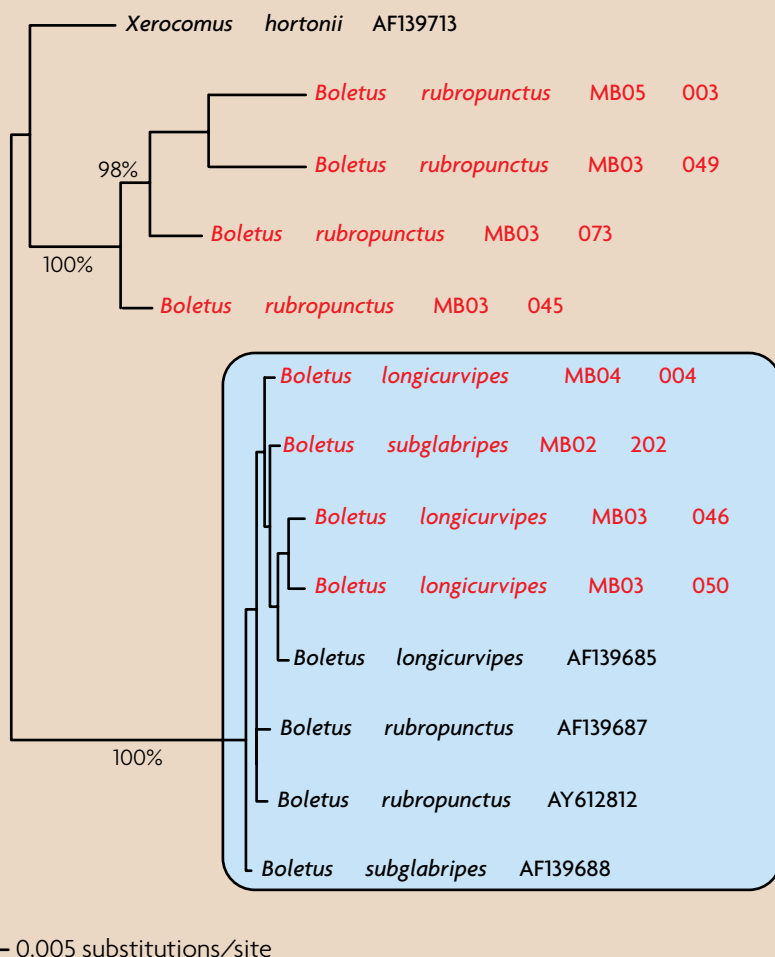 Xerocomus hortonii AF139713
Boletus rubropunctus MB05 003
98%
Boletus rubropunctus MB03 049
Boletus rubropunctus MB03 073
100%
Boletus rubropunctus MB03 045
Boletus longicurvipes MB04 004
Boletus subglabripes MB02 202
Boletus longicurvipes MB03 046
Boletus longicurvipes MB03 050
Boletus longicurvipes AF139685
Boletus rubropunctus AF139687
100%
Boletus rubropunctus AY612812
Boletus subglabripes AF139688
0.005 substitutions/site